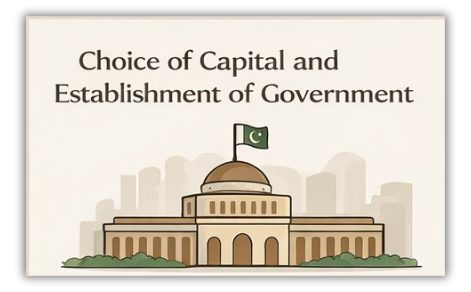 Choice of Capital and
Establishment of Government